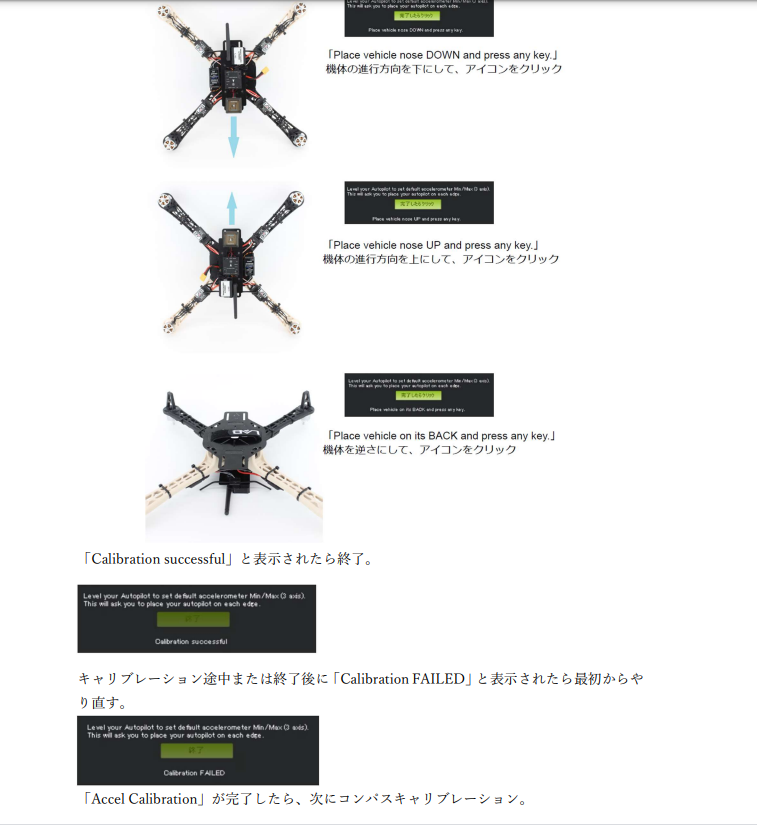 This will ask you to place your autopilot on each edge.
完了したらクリック
Place vehicle nose DOWN and press any key.
「Place vehicle nose DOWN and press any key.」
機体の進行方向を下にして、アイコンをクリック
Level your Autopilot to set default accelerometer Min/Max (3 axis).
This will ask you to place your autopilot on each edge.
完了したらクリック
Place vehicle nose UP and press any key.
「Place vehicle nose UP and press any key.」
機体の進行方向を上にして、アイコンをクリック
Level your Autopilot to set default accelerometer Min/Max (3 axis).
This will ask you to place your autopilot on each edge.
完了したらクリック
Place vehicle on its BACK and press any key.
「Place vehicle on its BACK and press any key.」
機体を逆さにして、アイコンをクリック
「Calibration successful」と表示されたら終了。
Level your Autopilot to set default accelerometer Min/Max (3 axis).
This will ask you to place your autopilot on each edge.
終了
Calibration successful
キャリブレーション途中または終了後に「Calibration FAILED」と表示されたら最初からや
り直す。
Level your Autopilot to set default accelerometer Min/Max (3 axis).
This will ask you to place your autopilot on each edge.
終了
Calibration FAILED
「Accel Calibration」が完了したら、次にコンパスキャリブレーション。